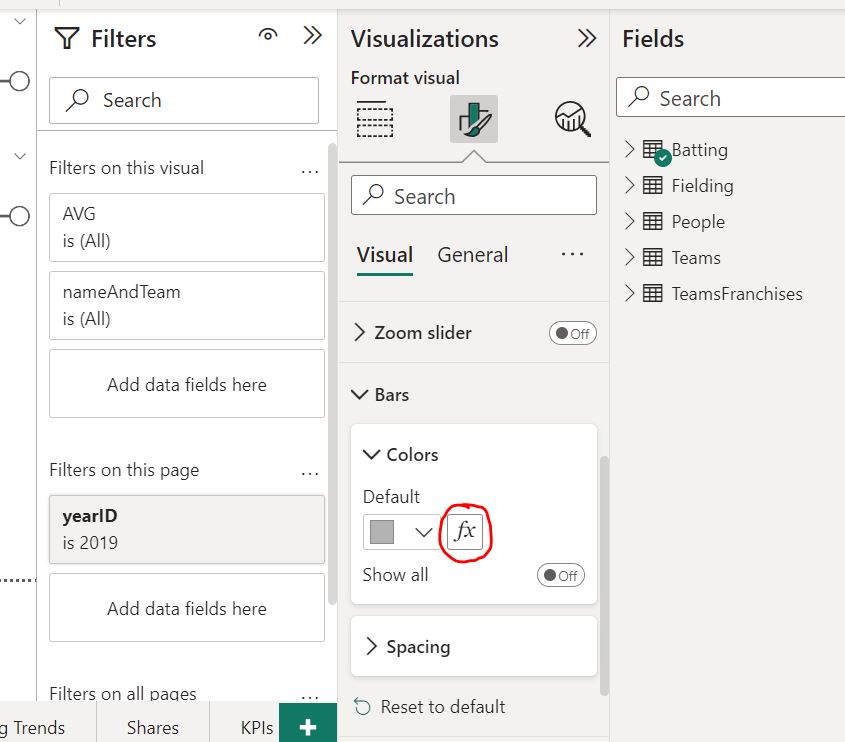 Filters
Search
Filters on this visual
...
AVG
is (All)
nameAndTeam
is (All)
Add data fields here
Filters on this page
...
yearID
is 2019
Add data fields here
Filters on all pages
...
g Trends
Shares
KPIs
+
Visualizations
Format visual
Search
Visual
General
...
Zoom slider
Off
Bars
Colors
Default
fx
Show all
Off
Spacing
Reset to default
Fields
Search
Batting
Fielding
People
Teams
TeamsFranchises